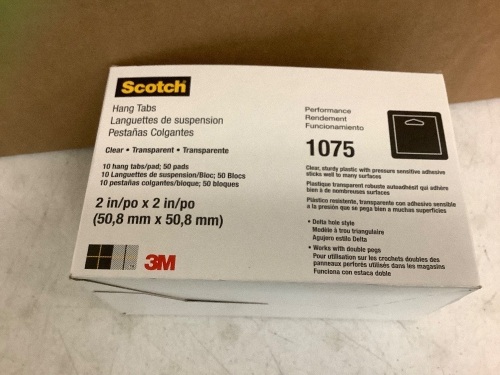 Scotch
Hang Tabs
Languettes de suspension
Pestañas Colgantes
Clear • Transparent • Transparente
10 hang tabs/pad; 50 pads
10 Languettes de suspension/Bloc; 50 Blocs
10 pestañas colgantes/bloque; 50 bloques
2 in/po x 2 in/po
(50,8 mm x 50,8 mm)
3M
Performance
Rendement
Funcionamiento
1075
Clear, sturdy plastic with pressure sensitive adhesive
sticks well to many surfaces
Plastique transparent robuste autoadhésif qui adhère
bien à de nombreuses surfaces
Plástico resistente, transparente con adhesivo sensible
a la presión que se pega bien a muchas superficies
• Delta hole style
Modèle à trou triangulaire
Agujero estilo Delta
• Works with double pegs
Pour utilisation sur les crochets doubles des
panneaux perforés utilisés dans les magasins
Funciona con estaca doble